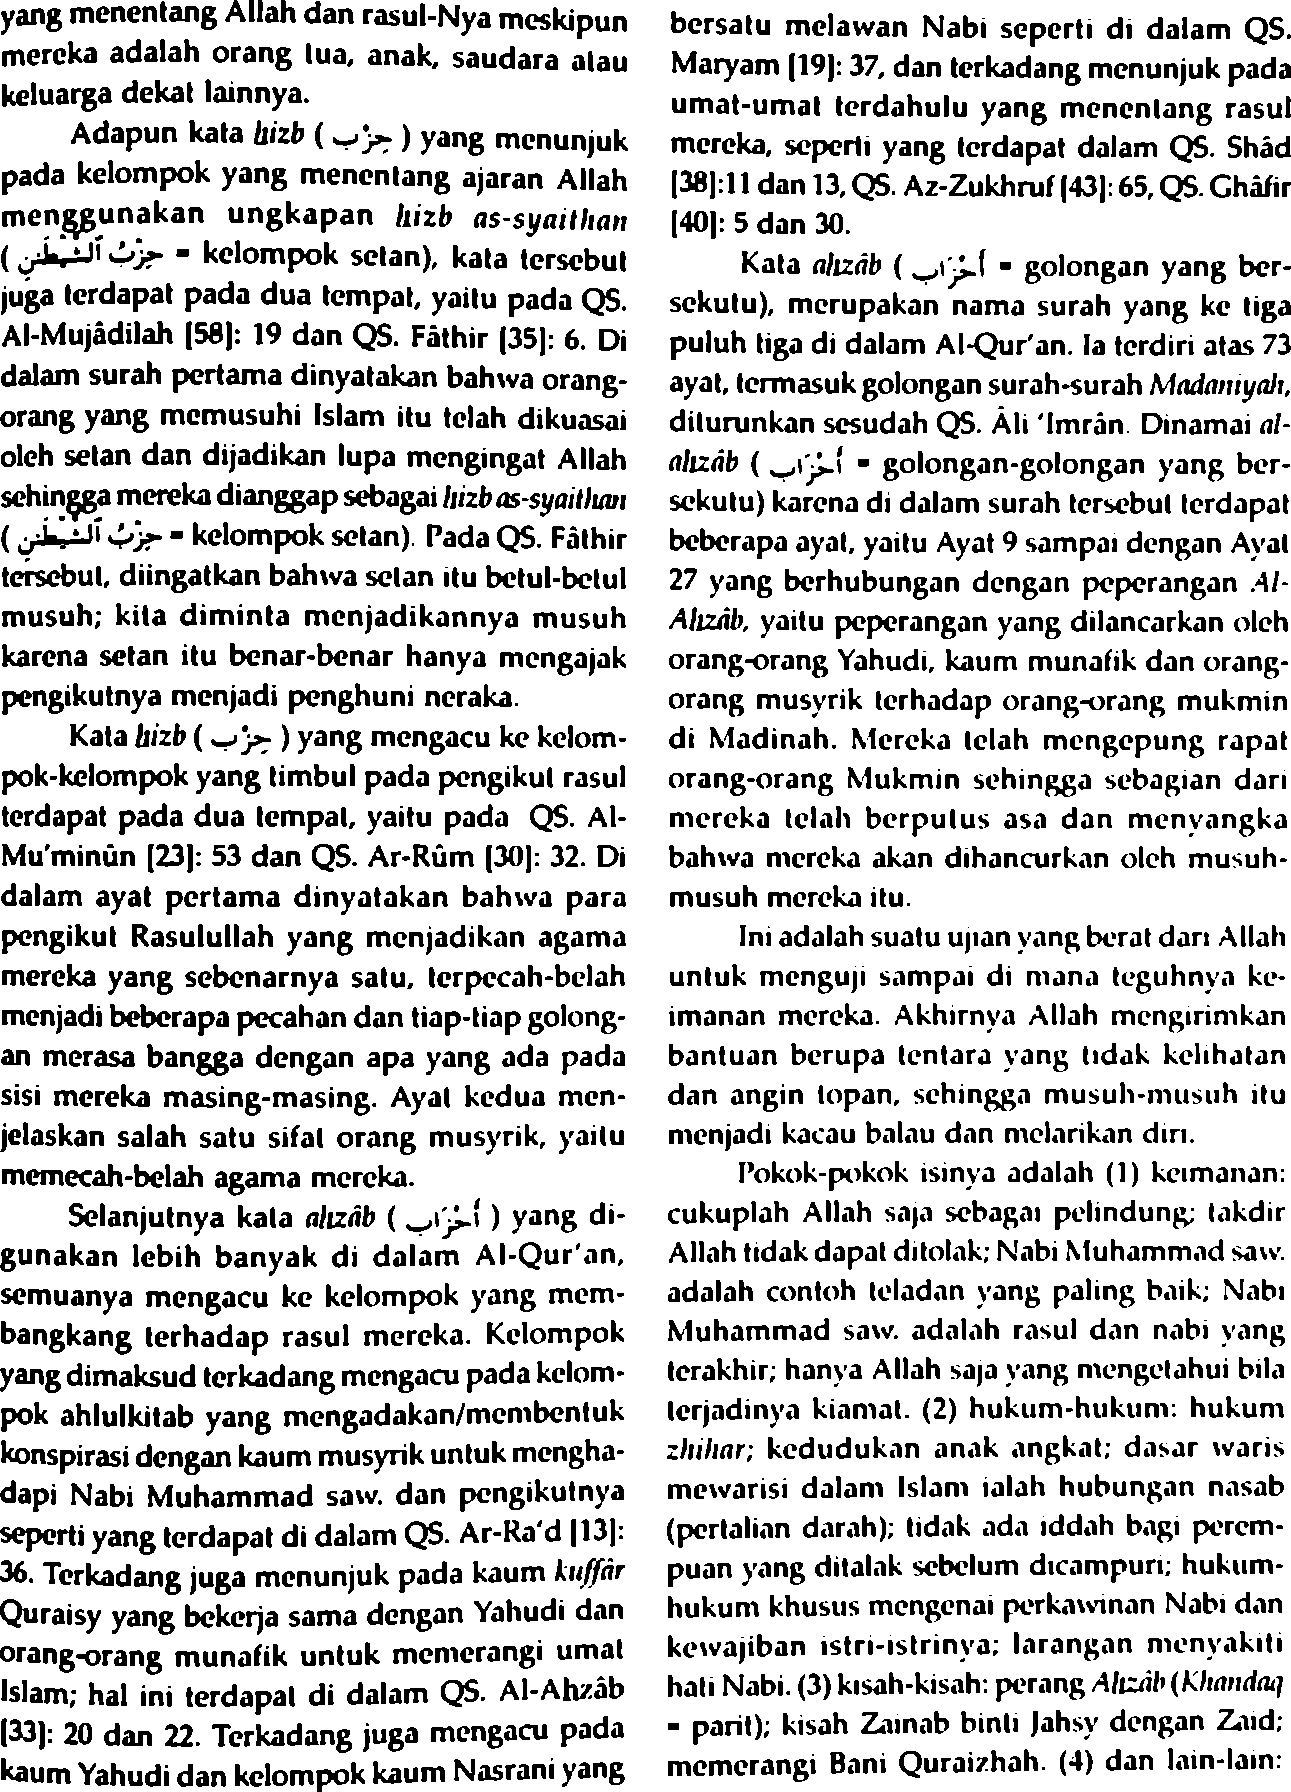 yang menentang Allah dan rasul-Nya meskipun
mereka adalah orang tua, anak, saudara atau
keluarga dekat lainnya.
Adapun kata hizb ( حِزْب ) yang menunjuk
pada kelompok yang menentang ajaran Allah
menggunakan ungkapan hizb as-syaithan
( حِزْبُ ٱلشَّيْطَٰنِ = kelompok setan), kata tersebut
juga terdapat pada dua tempat, yaitu pada QS.
Al-Mujâdilah [58]: 19 dan QS. Fâthir [35]: 6. Di
dalam surah pertama dinyatakan bahwa orang-
orang yang memusuhi Islam itu telah dikuasai
oleh setan dan dijadikan lupa mengingat Allah
sehingga mereka dianggap sebagai hizb as-syaithan
( حِزْبُ ٱلشَّيْطَٰنِ = kelompok setan). Pada QS. Fâthir
tersebut, diingatkan bahwa setan itu betul-betul
musuh; kita diminta menjadikannya musuh
karena setan itu benar-benar hanya mengajak
pengikutnya menjadi penghuni neraka.
Kata hizb ( حِزْب ) yang mengacu ke kelom-
pok-kelompok yang timbul pada pengikut rasul
terdapat pada dua tempat, yaitu pada QS. Al-
Mu'minûn [23]: 53 dan QS. Ar-Rûm [30]: 32. Di
dalam ayat pertama dinyatakan bahwa para
pengikut Rasulullah yang menjadikan agama
mereka yang sebenarnya satu, terpecah-belah
menjadi beberapa pecahan dan tiap-tiap golong-
an merasa bangga dengan apa yang ada pada
sisi mereka masing-masing. Ayat kedua men-
jelaskan salah satu sifat orang musyrik, yaitu
memecah-belah agama mereka.
Selanjutnya kata ahzâb ( أَحْزَاب ) yang di-
gunakan lebih banyak di dalam Al-Qur'an,
semuanya mengacu ke kelompok yang mem-
bangkang terhadap rasul mereka. Kelompok
yang dimaksud terkadang mengacu pada kelom-
pok ahlulkitab yang mengadakan/membentuk
konspirasi dengan kaum musyrik untuk mengha-
dapi Nabi Muhammad saw. dan pengikutnya
seperti yang terdapat di dalam QS. Ar-Ra'd [13]:
36. Terkadang juga menunjuk pada kaum kuffâr
Quraisy yang bekerja sama dengan Yahudi dan
orang-orang munafik untuk memerangi umat
Islam; hal ini terdapat di dalam QS. Al-Ahzâb
[33]: 20 dan 22. Terkadang juga mengacu pada
kaum Yahudi dan kelompok kaum Nasrani yang
bersatu melawan Nabi seperti di dalam QS.
Maryam [19]: 37, dan terkadang menunjuk pada
umat-umat terdahulu yang menentang rasul
mereka, seperti yang terdapat dalam QS. Shâd
[38]:11 dan 13, QS. Az-Zukhruf [43]: 65, QS. Ghâfir
[40]: 5 dan 30.
Kata ahzâb ( أَحْزَاب = golongan yang ber-
sekutu), merupakan nama surah yang ke tiga
puluh tiga di dalam Al-Qur'an. Ia terdiri atas 73
ayat, termasuk golongan surah-surah Madaniyah,
diturunkan sesudah QS. Âli 'Imrân. Dinamai al-
ahzâb ( أَحْزَاب = golongan-golongan yang ber-
sekutu) karena di dalam surah tersebut terdapat
beberapa ayat, yaitu Ayat 9 sampai dengan Ayat
27 yang berhubungan dengan peperangan Al-
Ahzâb, yaitu peperangan yang dilancarkan oleh
orang-orang Yahudi, kaum munafik dan orang-
orang musyrik terhadap orang-orang mukmin
di Madinah. Mereka telah mengepung rapat
orang-orang Mukmin sehingga sebagian dari
mereka telah berputus asa dan menyangka
bahwa mereka akan dihancurkan oleh musuh-
musuh mereka itu.
Ini adalah suatu ujian yang berat dari Allah
untuk menguji sampai di mana teguhnya ke-
imanan mereka. Akhirnya Allah mengirimkan
bantuan berupa tentara yang tidak kelihatan
dan angin topan, sehingga musuh-musuh itu
menjadi kacau balau dan melarikan diri.
Pokok-pokok isinya adalah (1) keimanan:
cukuplah Allah saja sebagai pelindung; takdir
Allah tidak dapat ditolak; Nabi Muhammad saw.
adalah contoh teladan yang paling baik; Nabi
Muhammad saw. adalah rasul dan nabi yang
terakhir; hanya Allah saja yang mengetahui bila
terjadinya kiamat. (2) hukum-hukum: hukum
zhihar; kedudukan anak angkat; dasar waris
mewarisi dalam Islam ialah hubungan nasab
(pertalian darah); tidak ada iddah bagi perem-
puan yang ditalak sebelum dicampuri; hukum-
hukum khusus mengenai perkawinan Nabi dan
kewajiban istri-istrinya; larangan menyakiti
hati Nabi. (3) kisah-kisah: perang Ahzâb (Khandaq
= parit); kisah Zainab binti Jahsy dengan Zaid;
memerangi Bani Quraizhah. (4) dan lain-lain: